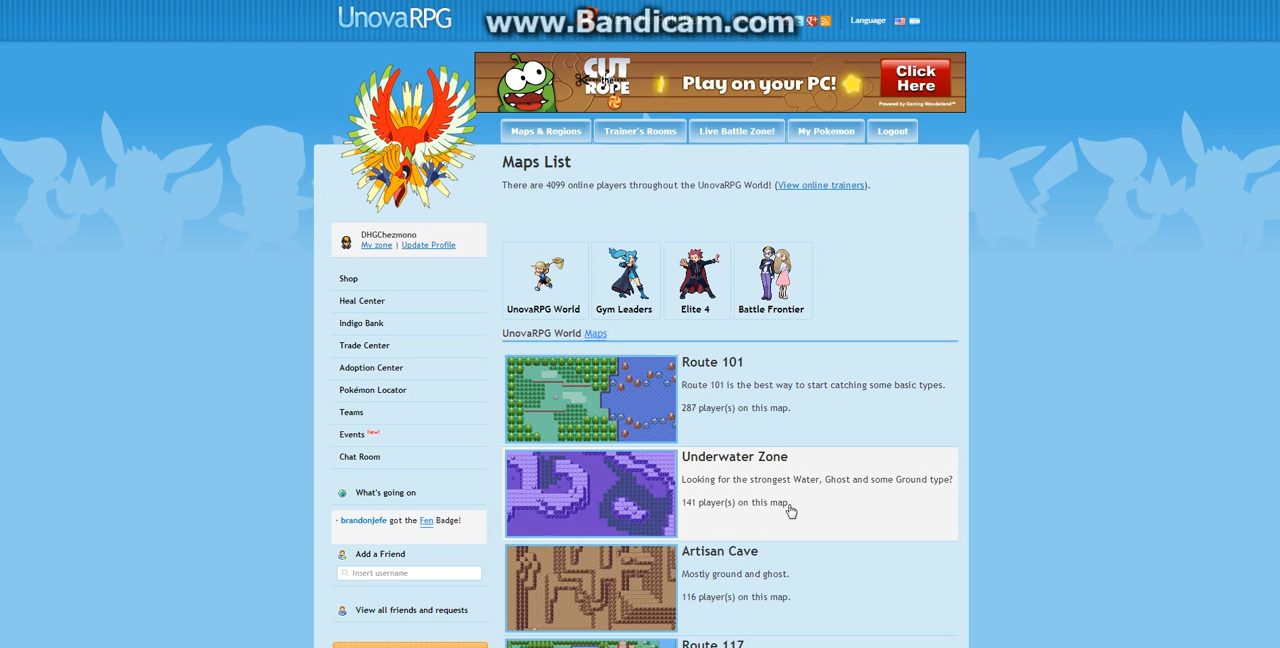 UnovaRPG
www.Bandicam.com
Language
CUT THE ROPE
Play on your PC!
Click Here
Powered by Gaming Wonderland™
Maps & Regions
Trainer's Rooms
Live Battle Zone!
My Pokemon
Logout
Maps List
There are 4099 online players throughout the UnovaRPG World! (View online trainers).
DHGChezmono
My zone | Update Profile
Shop
Heal Center
Indigo Bank
Trade Center
Adoption Center
Pokémon Locator
Teams
Events New!
Chat Room
What's going on
· brandonjefe got the Fen Badge!
Add a Friend
Insert username
View all friends and requests
UnovaRPG World
Gym Leaders
Elite 4
Battle Frontier
UnovaRPG World Maps
Route 101
Route 101 is the best way to start catching some basic types.
287 player(s) on this map.
Underwater Zone
Looking for the strongest Water, Ghost and some Ground type?
141 player(s) on this map.
Artisan Cave
Mostly ground and ghost.
116 player(s) on this map.
Route 117